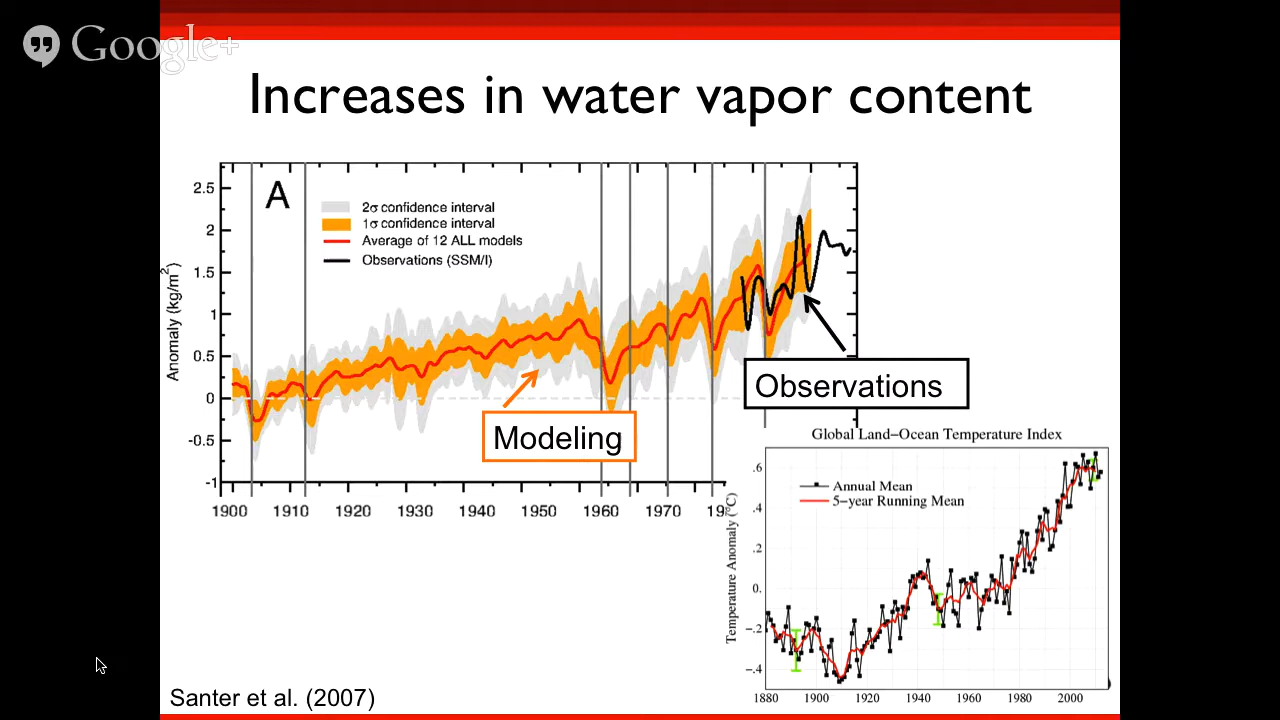 Google+
Increases in water vapor content
A
2σ confidence interval
1σ confidence interval
Average of 12 ALL models
Observations (SSM/I)
Anomaly (kg/m²)
2.5
2
1.5
1
0.5
0
-0.5
-1
1900 1910 1920 1930 1940 1950 1960 1970
Modeling
Observations
Global Land-Ocean Temperature Index
Annual Mean
5-year Running Mean
Temperature Anomaly (°C)
.6
.4
.2
0.
-.2
-.4
1880 1900 1920 1940 1960 1980 2000
Santer et al. (2007)